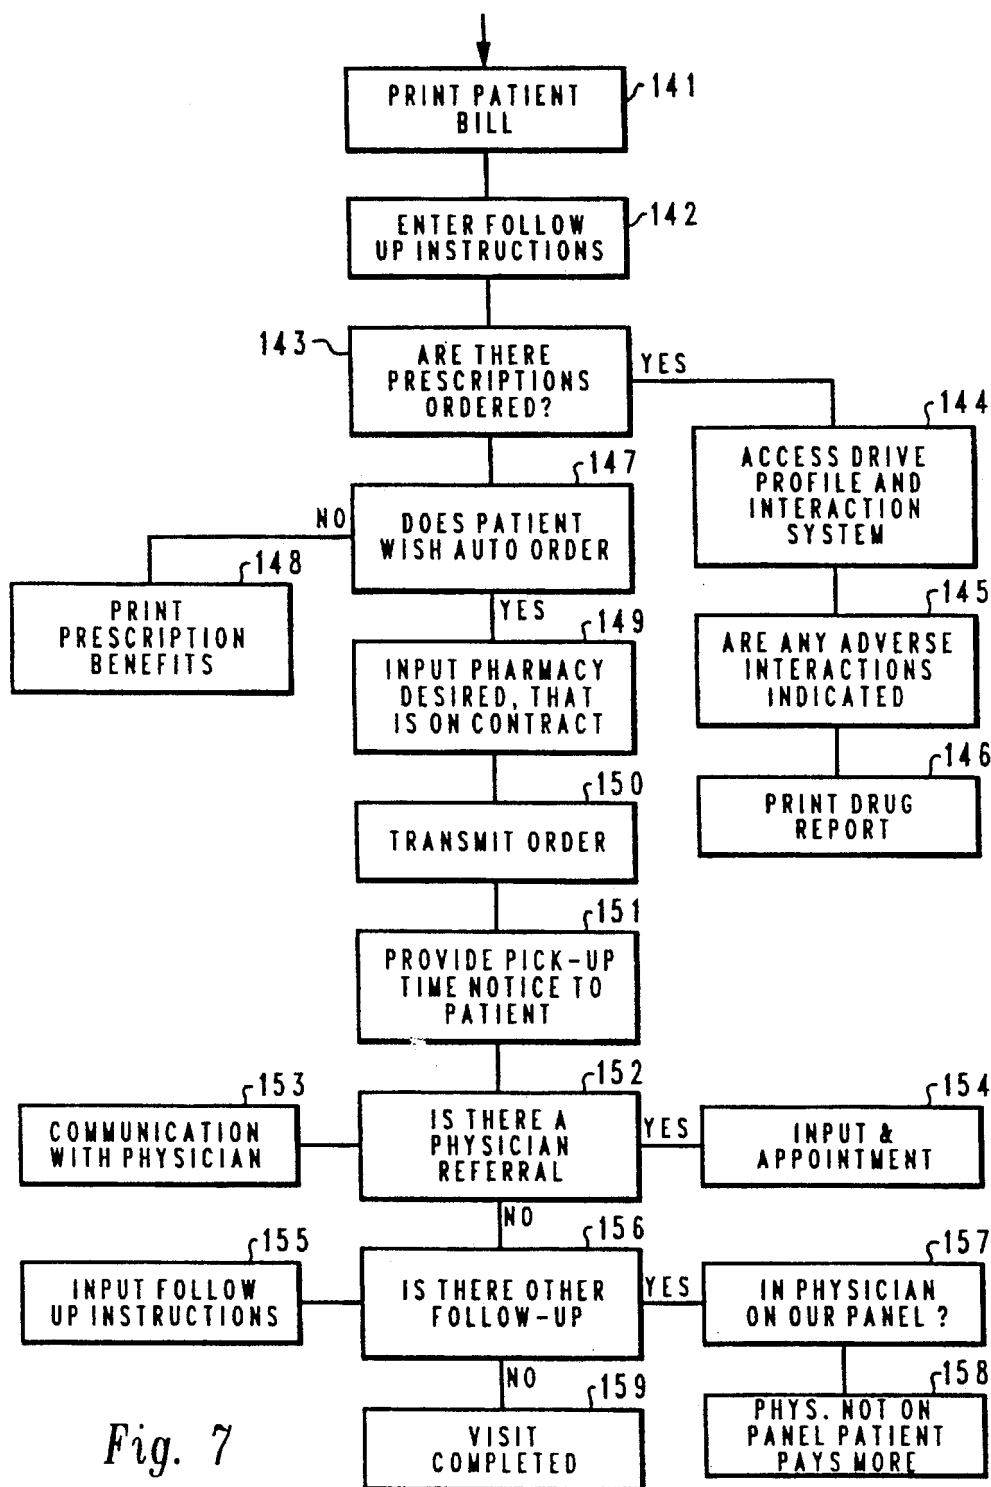 141
PRINT PATIENT
BILL
142
ENTER FOLLOW
UP INSTRUCTIONS
143
ARE THERE
PRESCRIPTIONS
ORDERED?
YES
144
ACCESS DRIVE
PROFILE AND
INTERACTION
SYSTEM
147
DOES PATIENT
WISH AUTO ORDER
NO
148
PRINT
PRESCRIPTION
BENEFITS
YES
145
ARE ANY ADVERSE
INTERACTIONS
INDICATED
149
INPUT PHARMACY
DESIRED, THAT
IS ON CONTRACT
146
PRINT DRUG
REPORT
150
TRANSMIT ORDER
151
PROVIDE PICK-UP
TIME NOTICE TO
PATIENT
152
IS THERE A
PHYSICIAN
REFERRAL
153
COMMUNICATION
WITH PHYSICIAN
YES
154
INPUT &
APPOINTMENT
NO
155
INPUT FOLLOW
UP INSTRUCTIONS
156
IS THERE OTHER
FOLLOW-UP
YES
157
IN PHYSICIAN
ON OUR PANEL ?
NO
158
PHYS. NOT ON
PANEL PATIENT
PAYS MORE
159
VISIT
COMPLETED
Fig. 7